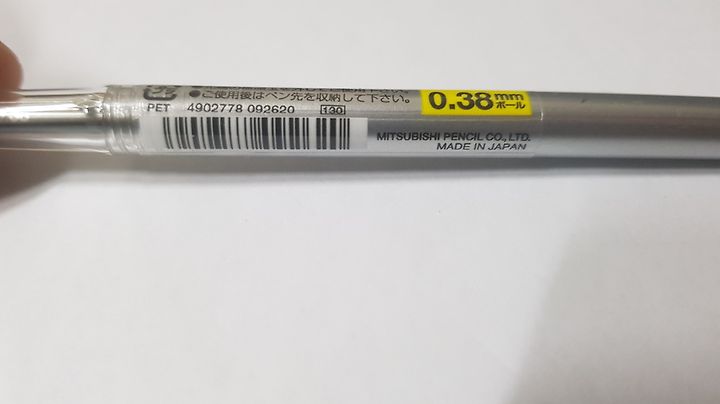 ●ご使用後はペン先を収納して下さい。
0.38mm
ボール
PET 4902778 092620 130
MITSUBISHI PENCIL CO., LTD.
MADE IN JAPAN